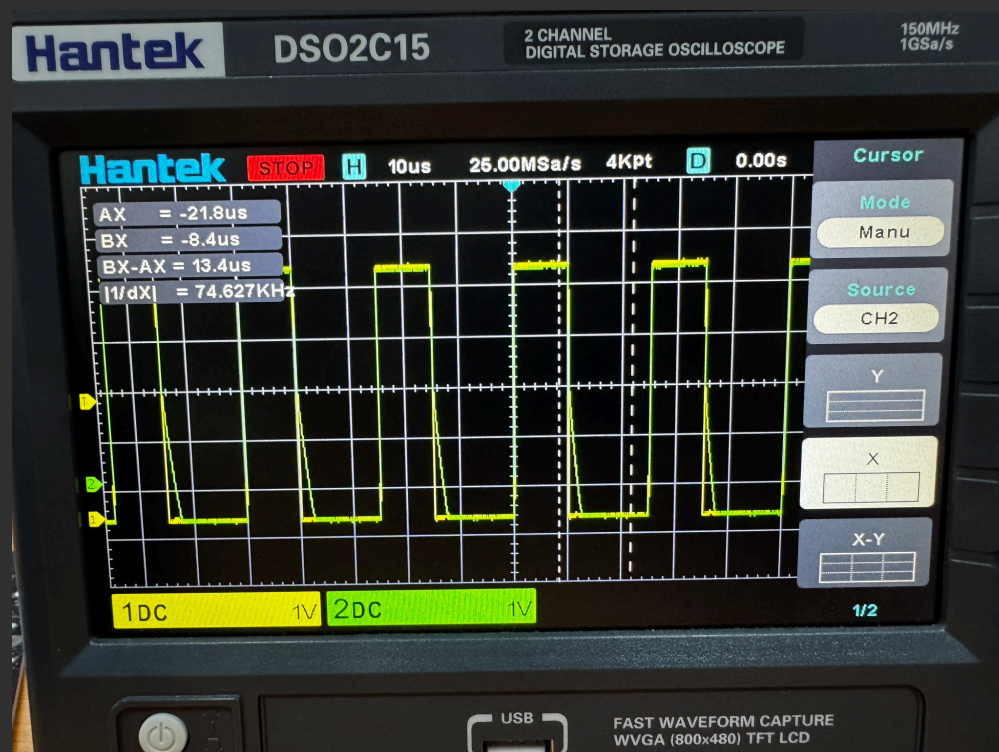 Hantek
DSO2C15
2 CHANNEL
DIGITAL STORAGE OSCILLOSCOPE
150MHz
1GSa/s
Hantek
STOP
H
10us
25.00MSa/s
4Kpt
D
0.00s
Cursor
AX = -21.8us
BX = -8.4us
BX-AX = 13.4us
|1/dX| = 74.627KHz
Mode
Manu
Source
CH2
Y
X
X-Y
T
2
1
1DC 1V
2DC 1V
1/2
USB
FAST WAVEFORM CAPTURE
WVGA (800x480) TFT LCD